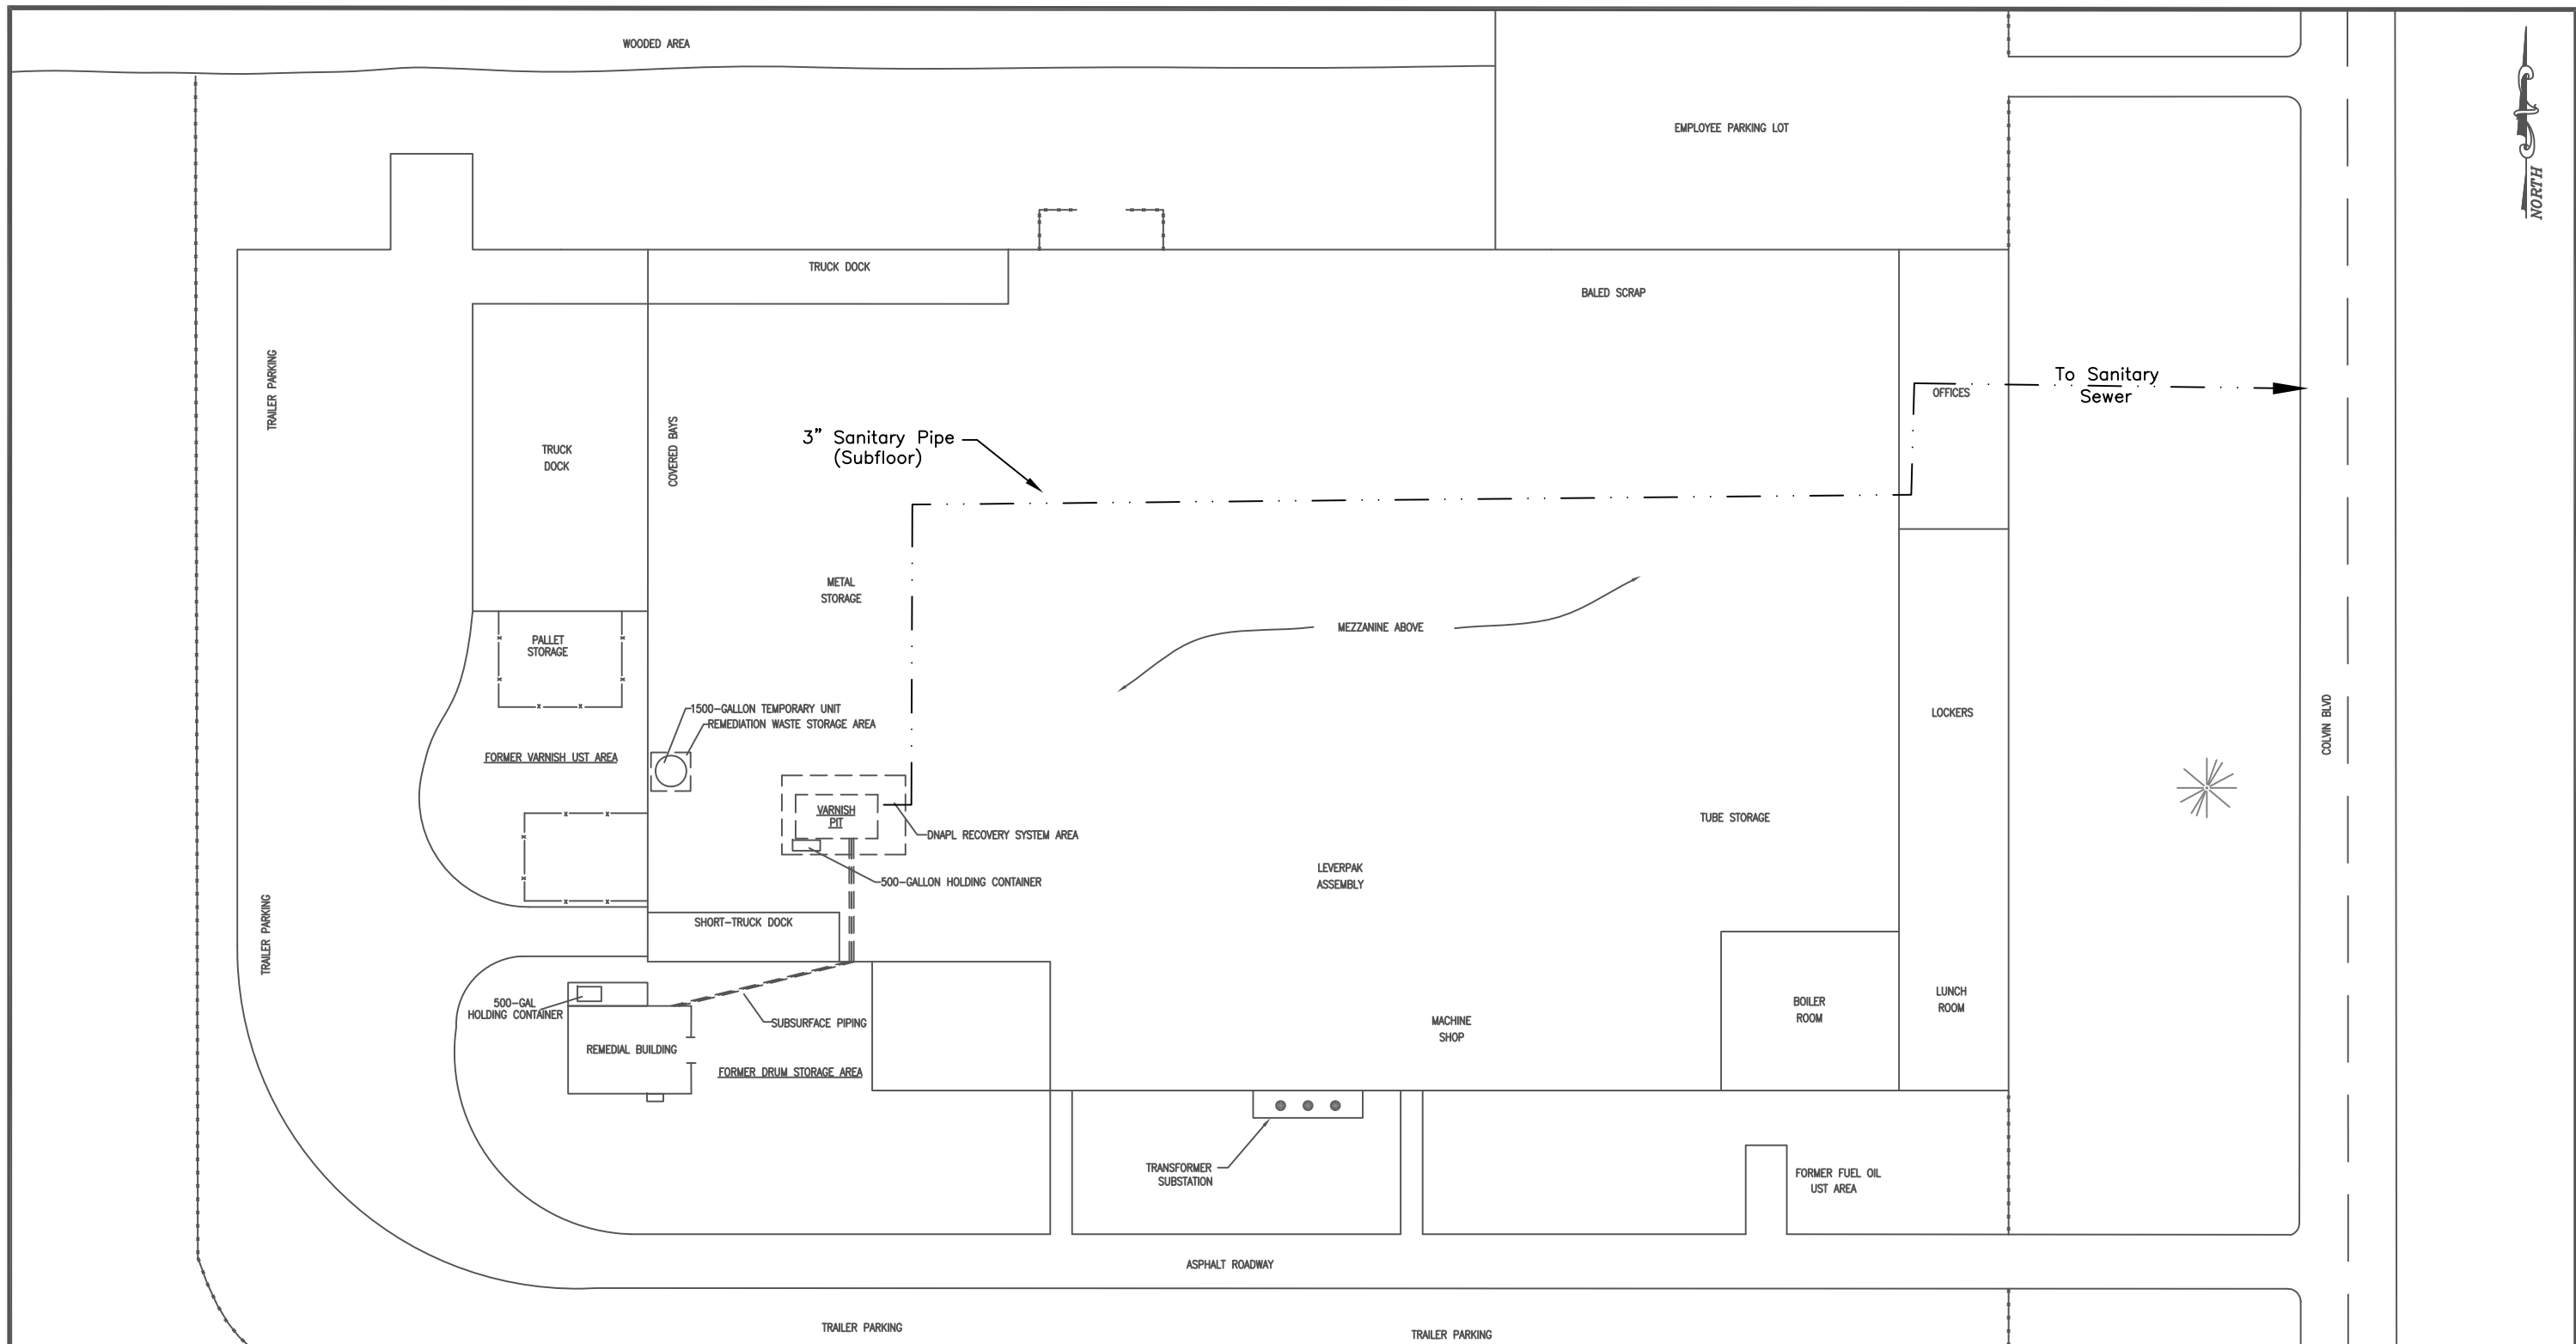 WOODED AREA
EMPLOYEE PARKING LOT
NORTH
TRUCK DOCK
BALED SCRAP
TRAILER PARKING
To Sanitary
Sewer
OFFICES
COVERED BAYS
TRUCK
DOCK
3” Sanitary Pipe
(Subfloor)
METAL
STORAGE
MEZZANINE ABOVE
PALLET
STORAGE
1500-GALLON TEMPORARY UNIT
REMEDIATION WASTE STORAGE AREA
LOCKERS
COLVIN BLVD
FORMER VARNISH UST AREA
VARNISH
PIT
TUBE STORAGE
DNAPL RECOVERY SYSTEM AREA
LEVERPAK
ASSEMBLY
500-GALLON HOLDING CONTAINER
TRAILER PARKING
SHORT-TRUCK DOCK
500-GAL
HOLDING CONTAINER
SUBSURFACE PIPING
REMEDIAL BUILDING
FORMER DRUM STORAGE AREA
MACHINE
SHOP
BOILER
ROOM
LUNCH
ROOM
TRANSFORMER
SUBSTATION
FORMER FUEL OIL
UST AREA
ASPHALT ROADWAY
TRAILER PARKING
TRAILER PARKING